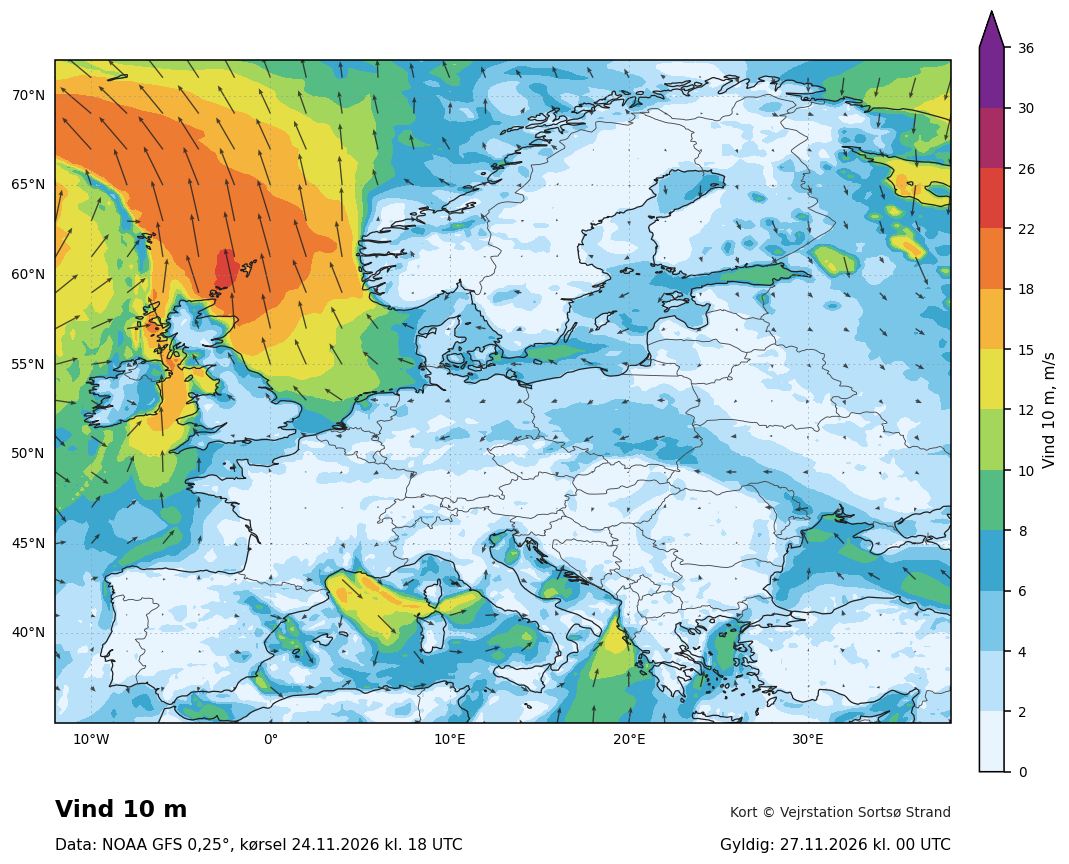 36
30
26
22
18
15
12
10
8
6
4
2
0
Vind 10 m, m/s
70°N
65°N
60°N
55°N
50°N
45°N
40°N
10°W
0°
10°E
20°E
30°E
Vind 10 m
Kort © Vejrstation Sortsø Strand
Data: NOAA GFS 0,25°, kørsel 24.11.2026 kl. 18 UTC
Gyldig: 27.11.2026 kl. 00 UTC